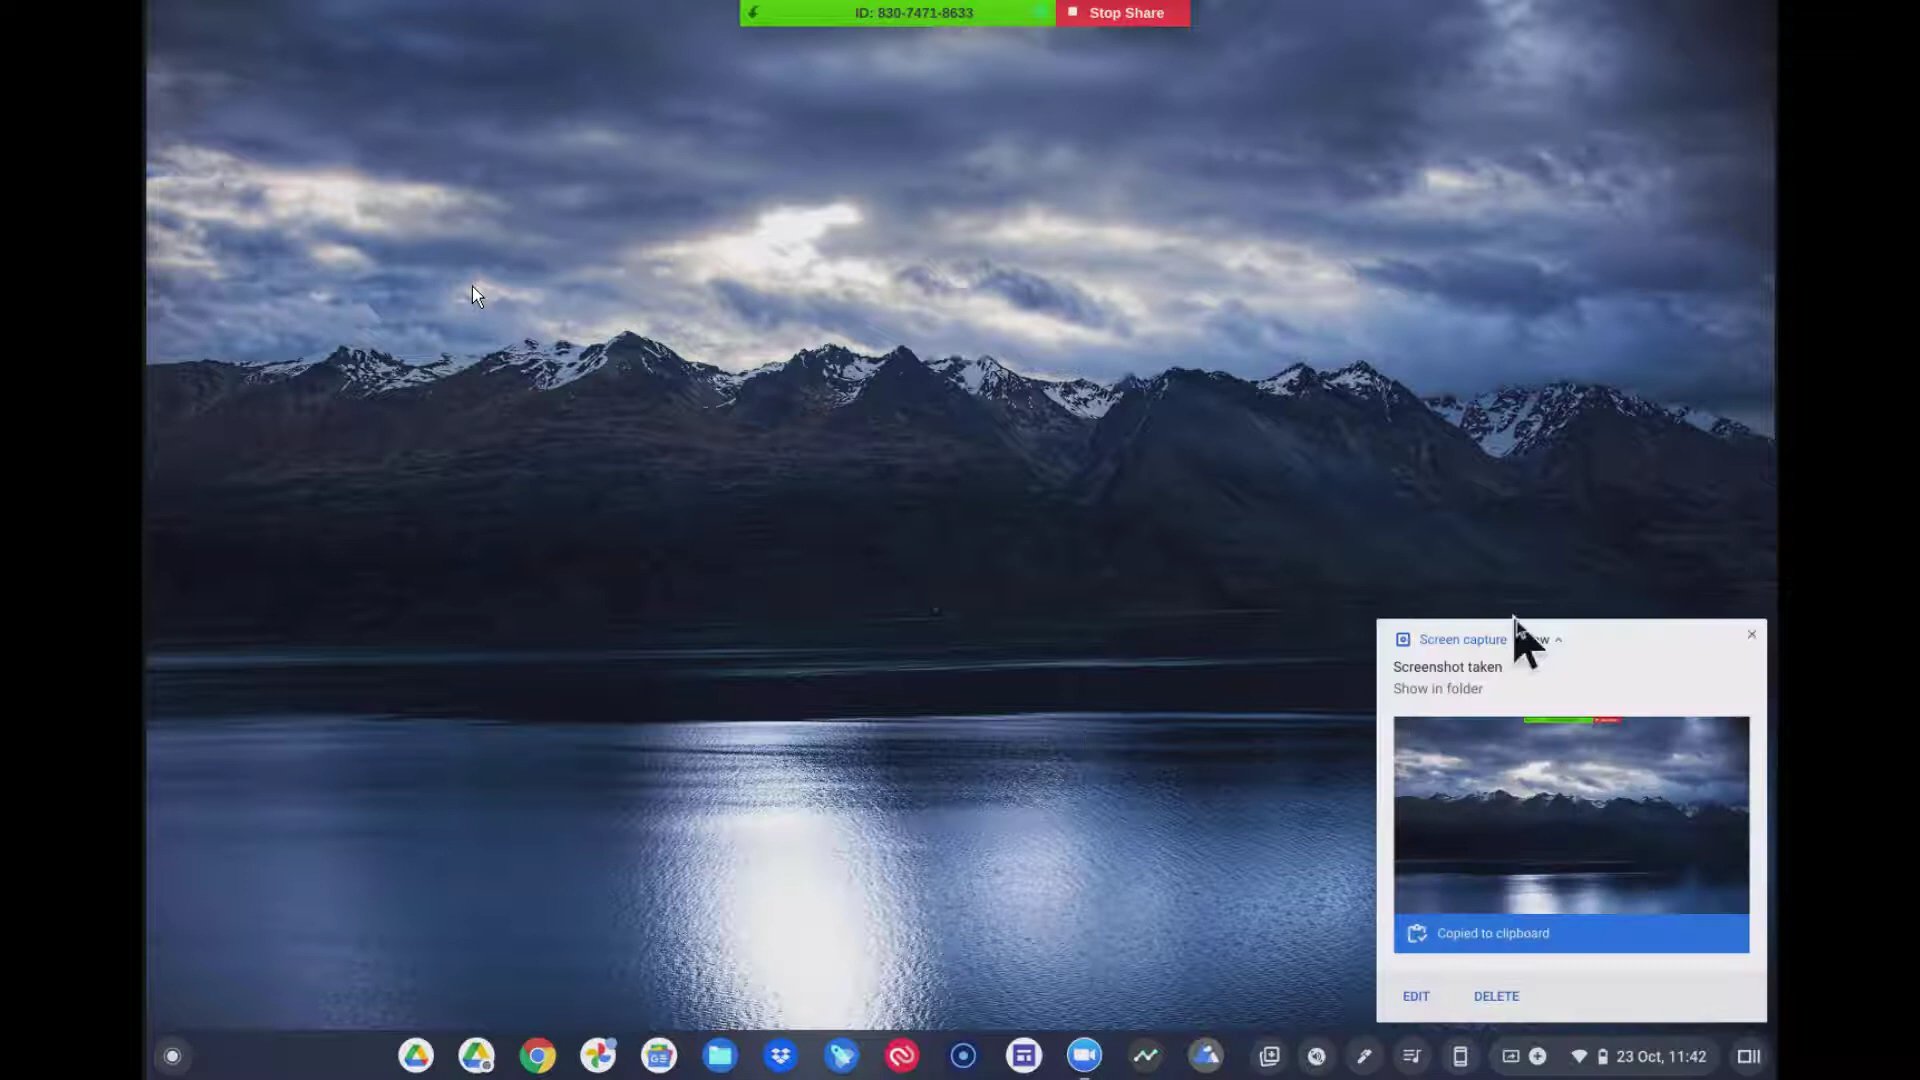 ID: 830-7471-8633
Stop Share
Screen capture
Screenshot taken
Show in folder
Copied to clipboard
EDIT
DELETE
GE
23 Oct, 11:42